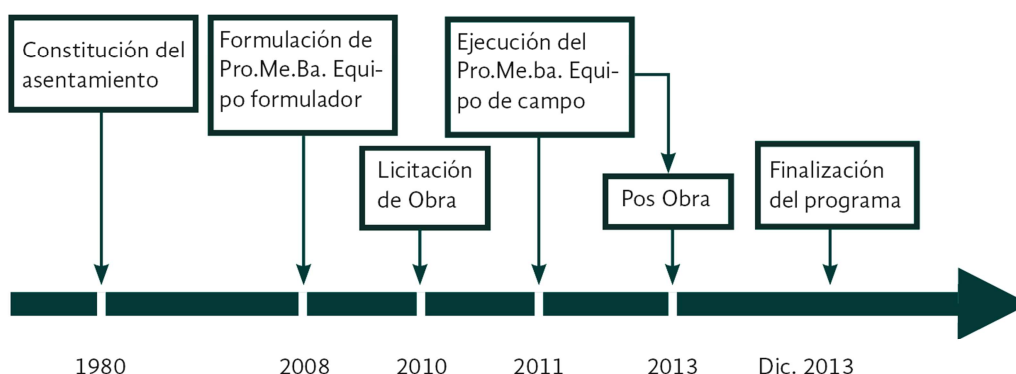 Constitución del
asentamiento
Formulación de
Pro.Me.Ba. Equi-
po formulador
Licitación
de Obra
Ejecución del
Pro.Me.ba. Equi-
po de campo
Pos Obra
Finalización
del programa
1980
2008
2010
2011
2013
Dic. 2013